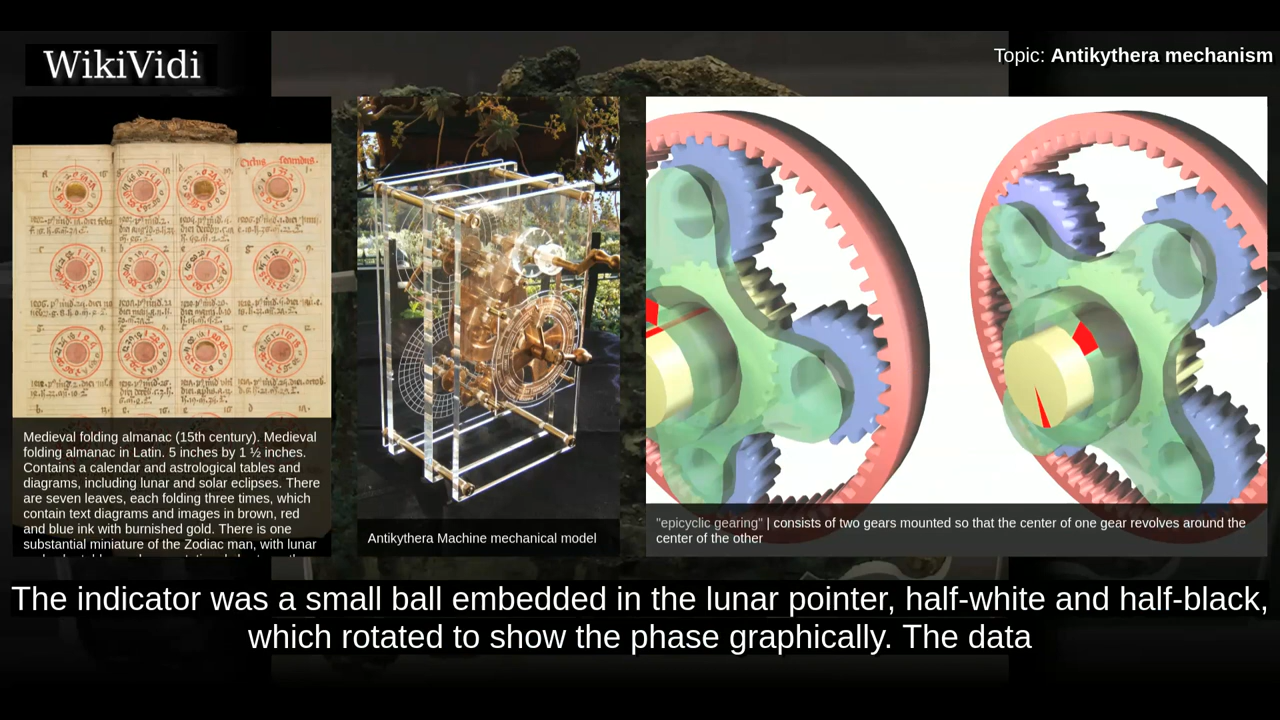 WikiVidi
Topic: Antikythera mechanism
Ciclus secundus.
Medieval folding almanac (15th century). Medieval
folding almanac in Latin. 5 inches by 1 ½ inches.
Contains a calendar and astrological tables and
diagrams, including lunar and solar eclipses. There
are seven leaves, each folding three times, which
contain text diagrams and images in brown, red
and blue ink with burnished gold. There is one
substantial miniature of the Zodiac man, with lunar
Antikythera Machine mechanical model
"epicyclic gearing" | consists of two gears mounted so that the center of one gear revolves around the
center of the other
The indicator was a small ball embedded in the lunar pointer, half-white and half-black,
which rotated to show the phase graphically. The data